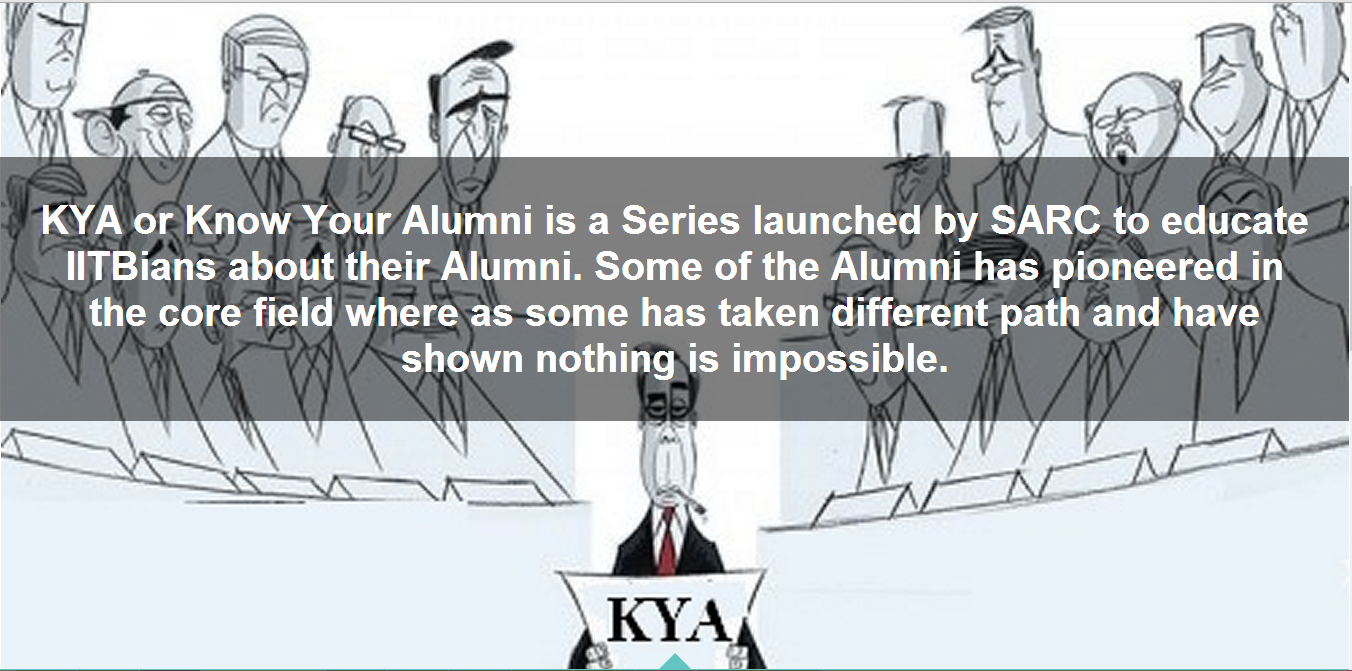 KYA or Know Your Alumni is a Series launched by SARC to educate
IITBians about their Alumni. Some of the Alumni has pioneered in
the core field where as some has taken different path and have
shown nothing is impossible.
KYA